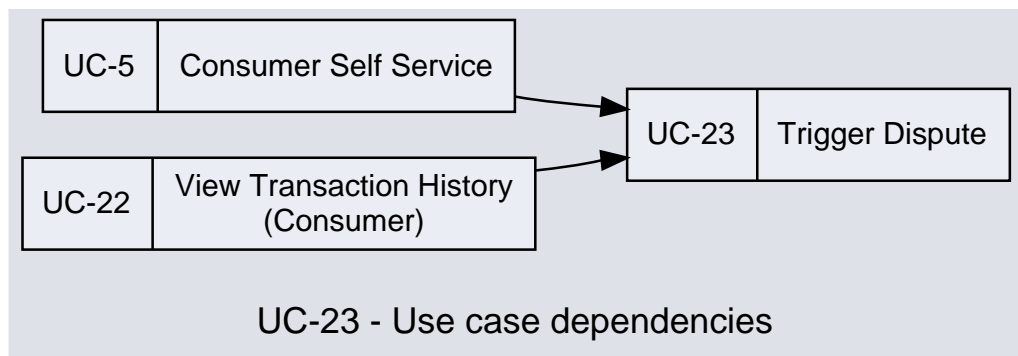 UC-5 Consumer Self Service
UC-23 Trigger Dispute
UC-22 View Transaction History
(Consumer)
UC-23 - Use case dependencies